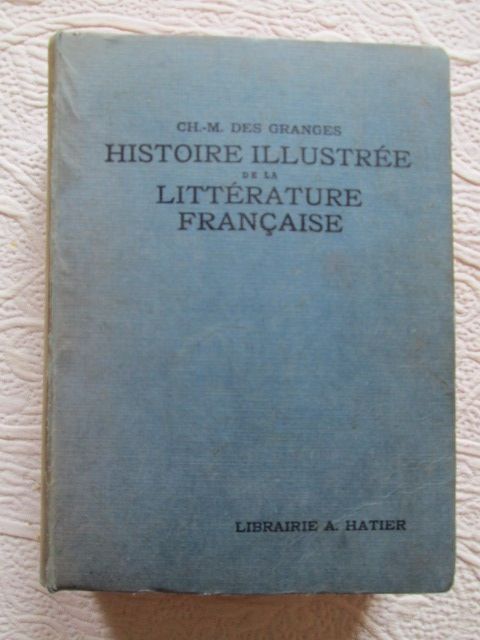 CH.-M. DES GRANGES
HISTOIRE ILLUSTRÉE
DE LA
LITTÉRATURE
FRANÇAISE
LIBRAIRIE A. HATIER